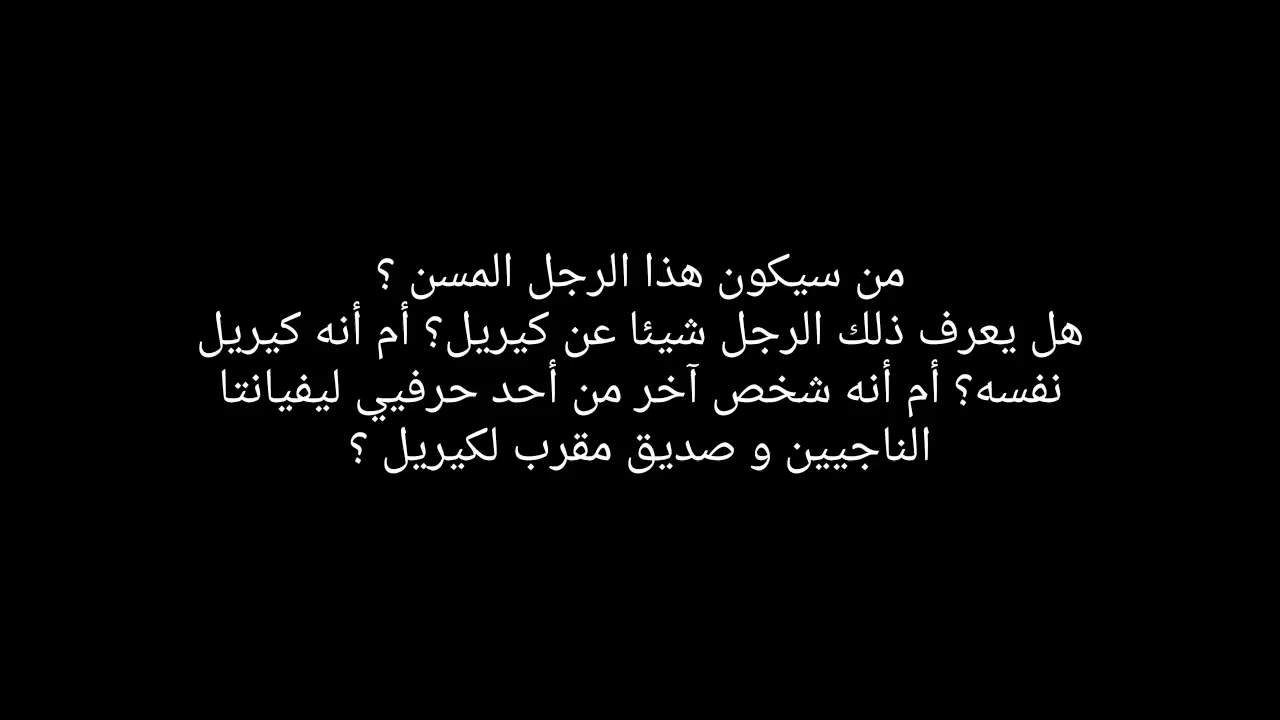 من سيكون هذا الرجل المسن ؟
هل يعرف ذلك الرجل شيئا عن كيريل؟ أم أنه كيريل
نفسه؟ أم أنه شخص آخر من أحد حرفيي ليفيانتا
الناجيين و صديق مقرب لكيريل ؟